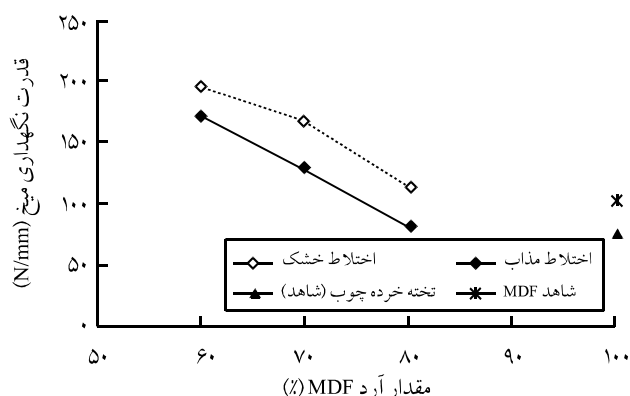 قدرت نگهداری میخ (N/mm)
۲۵۰
۲۰۰
۱۵۰
۱۰۰
۵۰
۰
اختلاط خشک
اختلاط مذاب
تخته خرده چوب (شاهد)
شاهد MDF
۵۰ ۶۰ ۷۰ ۸۰ ۹۰ ۱۰۰
مقدار آرد MDF (٪)